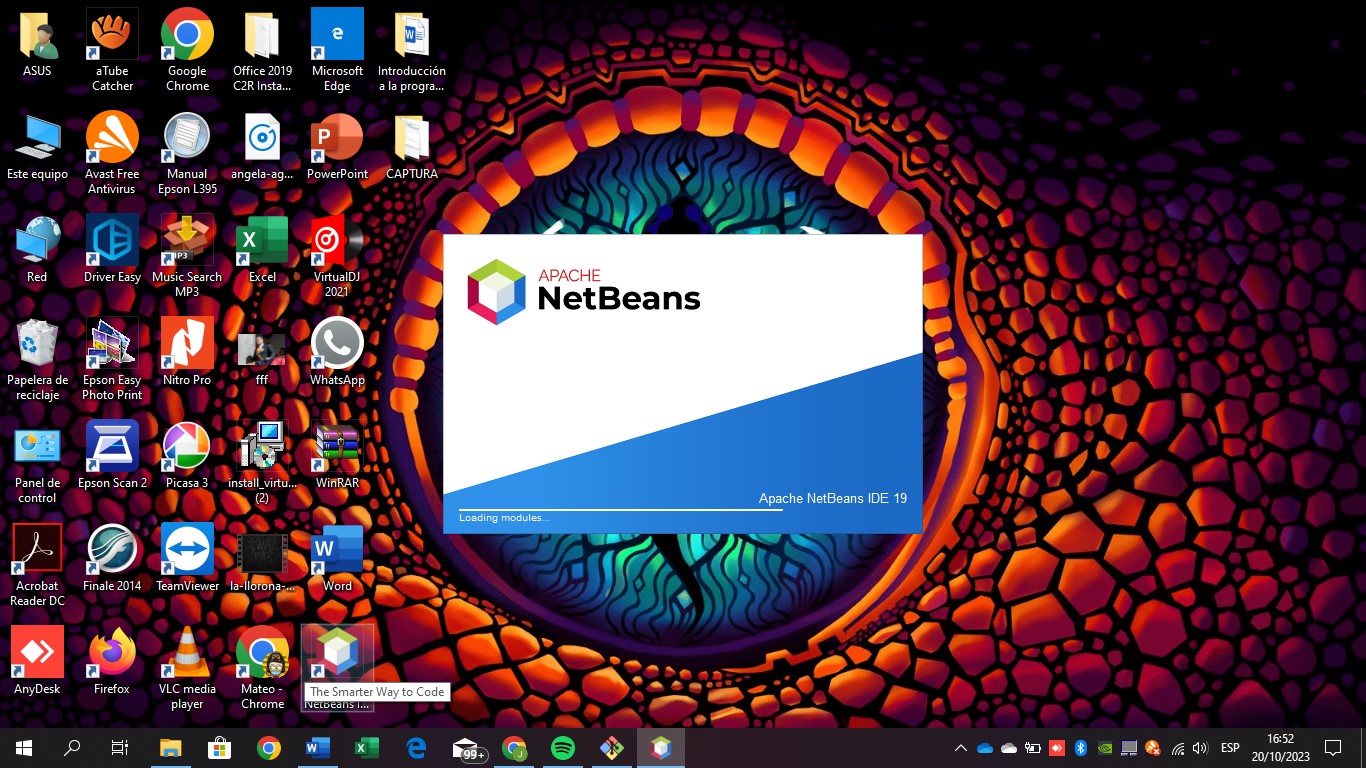 ASUS
aTube
Catcher
Google
Chrome
Office 2019
C2R Insta...
Microsoft
Edge
Introducción
a la progra...
Este equipo
Avast Free
Antivirus
Manual
Epson L395
angela-ag...
PowerPoint
CAPTURA
Red
Driver Easy
Music Search
MP3
Excel
VirtualDJ
2021
Papelera de
reciclaje
Epson Easy
Photo Print
Nitro Pro
fff
WhatsApp
Panel de
control
Epson Scan 2
Picasa 3
install_virtu...
(2)
WinRAR
Acrobat
Reader DC
Finale 2014
TeamViewer
la-llorona-...
Word
AnyDesk
Firefox
VLC media
player
Mateo -
Chrome
The Smarter Way to Code
NetBeans I...
APACHE
NetBeans
Apache NetBeans IDE 19
Loading modules...
99+
ESP
16:52
20/10/2023